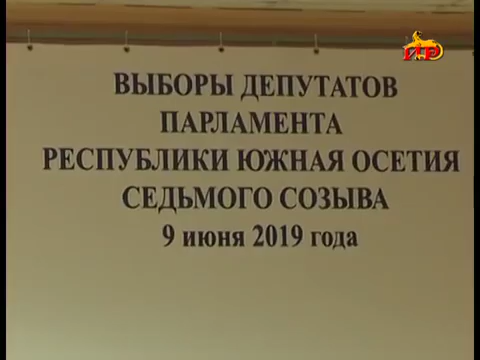 ВЫБОРЫ ДЕПУТАТОВ
ПАРЛАМЕНТА
РЕСПУБЛИКИ ЮЖНАЯ ОСЕТИЯ
СЕДЬМОГО СОЗЫВА
9 июня 2019 года